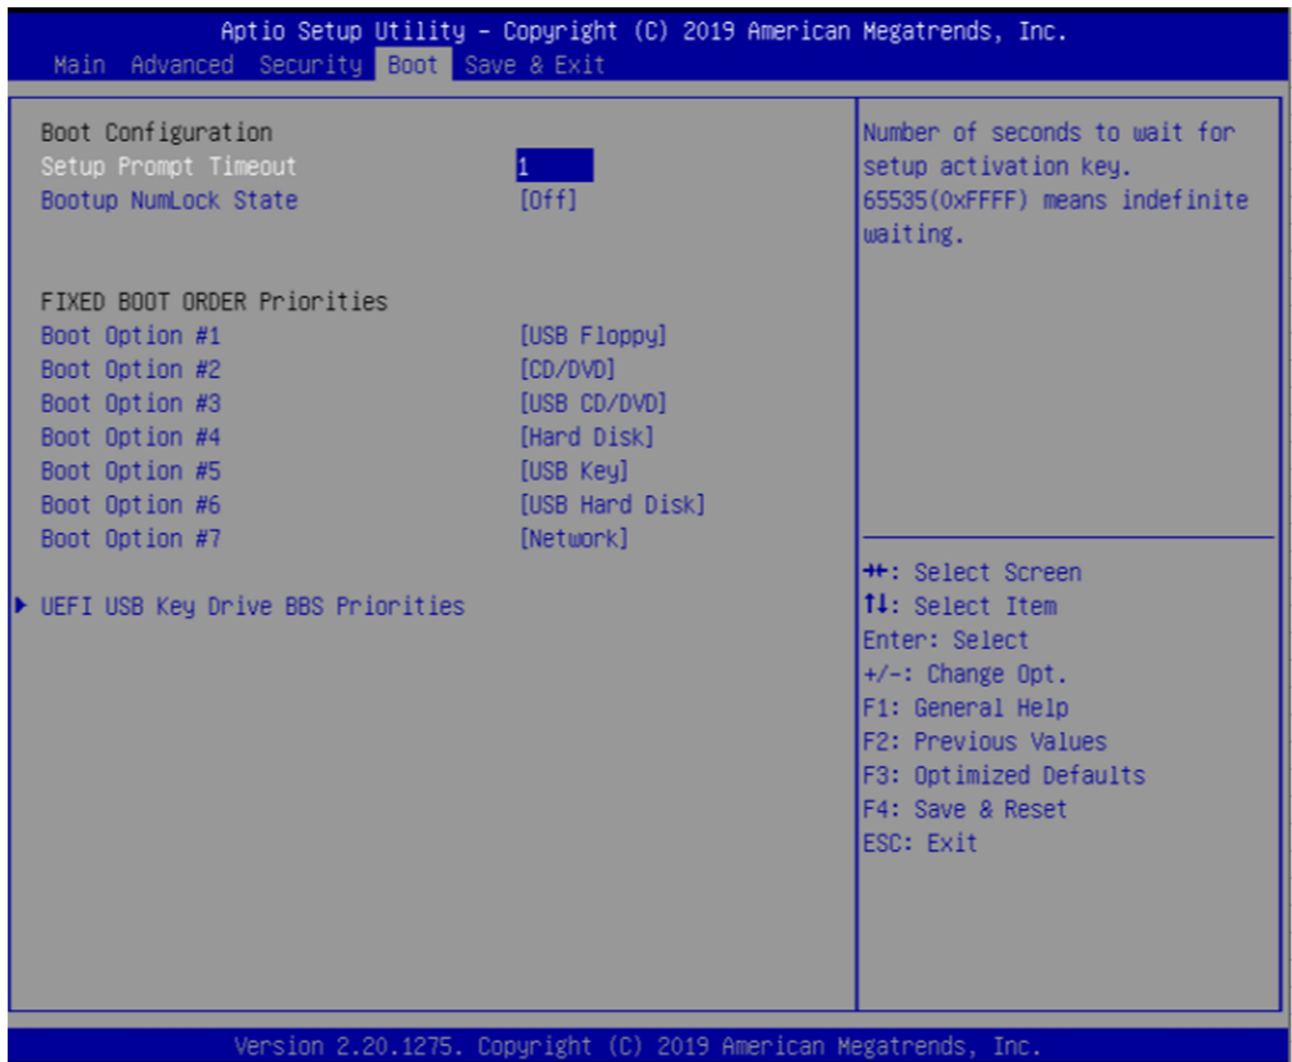 Aptio Setup Utility – Copyright (C) 2019 American Megatrends, Inc.
Main Advanced Security Boot Save & Exit
Boot Configuration
Setup Prompt Timeout 1
Bootup NumLock State [Off]
FIXED BOOT ORDER Priorities
Boot Option #1 [USB Floppy]
Boot Option #2 [CD/DVD]
Boot Option #3 [USB CD/DVD]
Boot Option #4 [Hard Disk]
Boot Option #5 [USB Key]
Boot Option #6 [USB Hard Disk]
Boot Option #7 [Network]
UEFI USB Key Drive BBS Priorities
Number of seconds to wait for
setup activation key.
65535(0xFFFF) means indefinite
waiting.
→←: Select Screen
↑↓: Select Item
Enter: Select
+/-: Change Opt.
F1: General Help
F2: Previous Values
F3: Optimized Defaults
F4: Save & Reset
ESC: Exit
Version 2.20.1275. Copyright (C) 2019 American Megatrends, Inc.